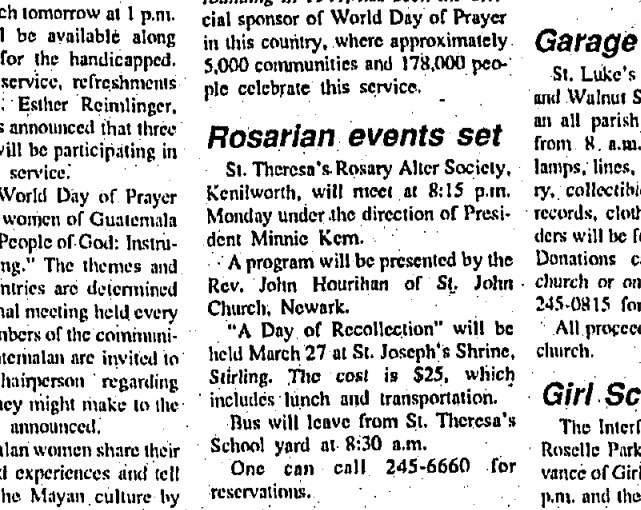 ch tomorrow at 1 p.m.
l be available along
for the handicapped.
service, refreshments
. Esther Reimlinger,
s announced that three
will be participating in
service.
World Day of Prayer
women of Guatemala
People of God: Instru-
ng." The themes and
ntries are determined
nal meeting held every
nbers of the communi-
atemalan are invited to
hairperson regarding
hey might make to the
announced.
alan women share their
d experiences and tell
he Mayan culture by
cial sponsor of World Day of Prayer
in this country, where approximately
5,000 communities and 178,000 peo-
ple celebrate this service.
Rosarian events set
St. Theresa's Rosary Alter Society,
Kenilworth, will meet at 8:15 p.m.
Monday under the direction of Presi-
dent Minnie Kem.
A program will be presented by the
Rev. John Hourihan of St. John
Church, Newark.
"A Day of Recollection" will be
held March 27 at St. Joseph's Shrine,
Stirling. The cost is $25, which
includes lunch and transportation.
Bus will leave from St. Theresa's
School yard at 8:30 a.m.
One can call 245-6660 for
reservations.
Garage
St. Luke's
and Walnut S
an all parish
from 8 a.m.
lamps, lines,
ry, collectibl
records, cloth
ders will be f
Donations c
church or on
245-0815 for
All procee
church.
Girl Sc
The Interf
Roselle Park
vance of Girl
p.m. and the